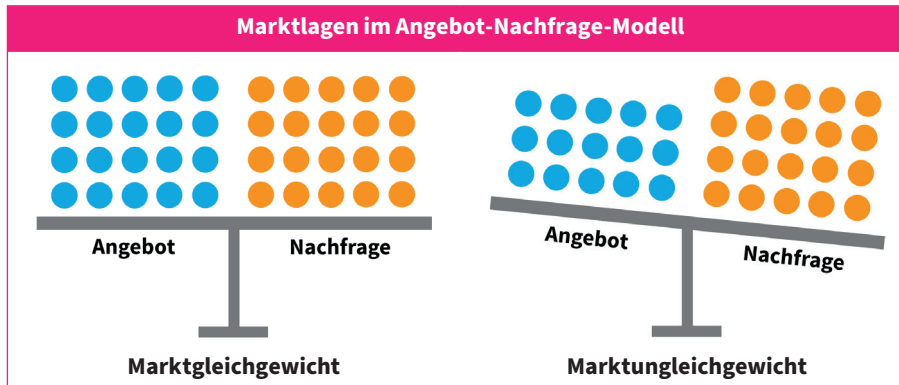 Marktlagen im Angebot-Nachfrage-Modell
Angebot
Nachfrage
Marktgleichgewicht
Angebot
Nachfrage
Marktungleichgewicht